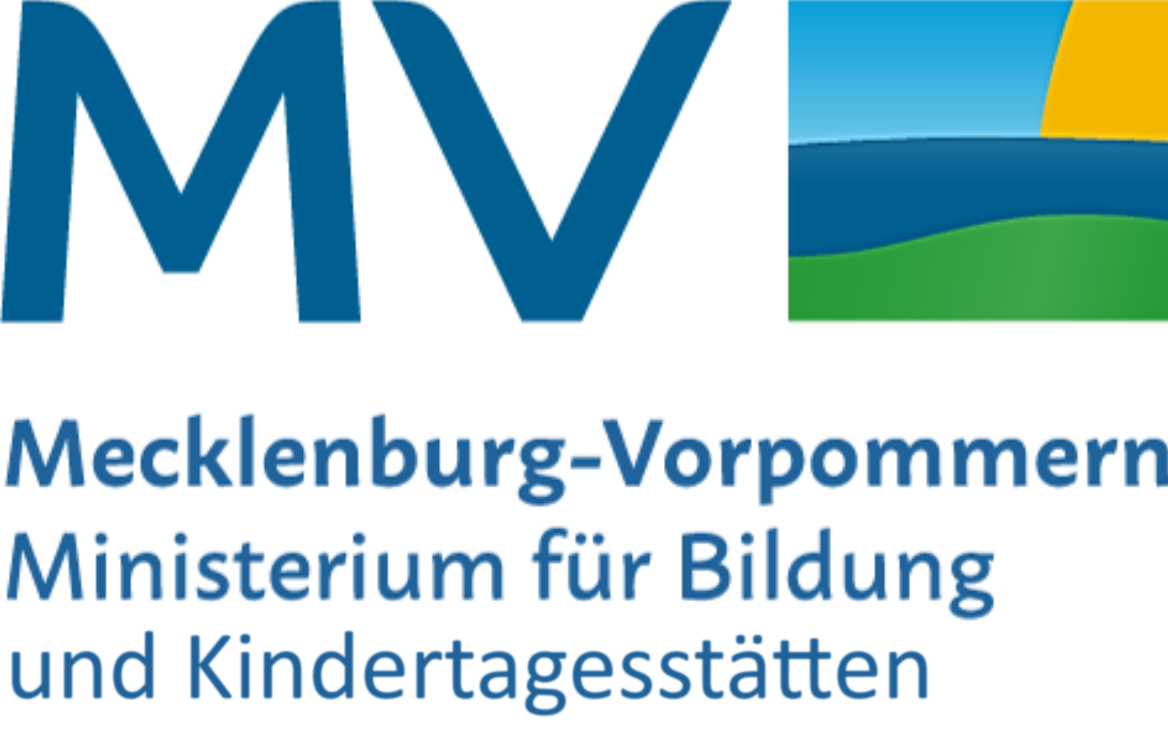 MV
Mecklenburg-Vorpommern
Ministerium für Bildung
und Kindertagesstätten